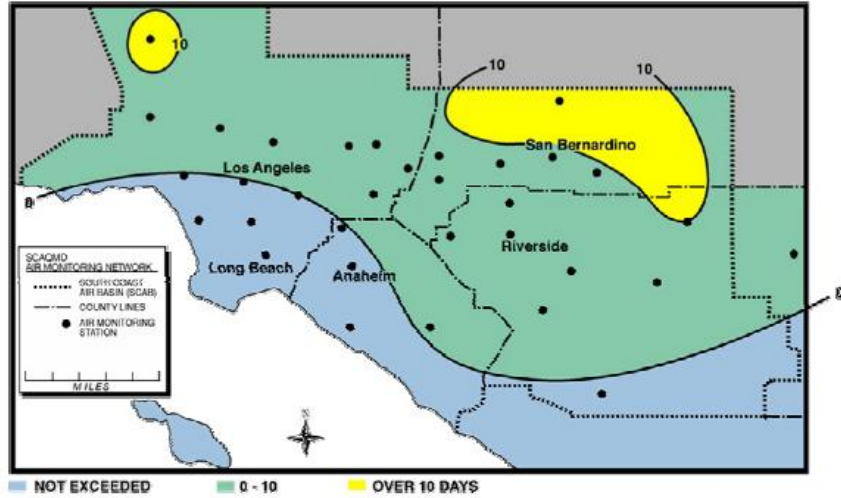 10
10
10
San Bernardino
Los Angeles
0
Riverside
Long Beach
Anaheim
SCAQMD
AIR MONITORING NETWORK
SOUTH COAST
AIR BASIN (SCAB)
COUNTY LINES
AIR MONITORING
STATION
MILES
N
NOT EXCEEDED
0 - 10
OVER 10 DAYS